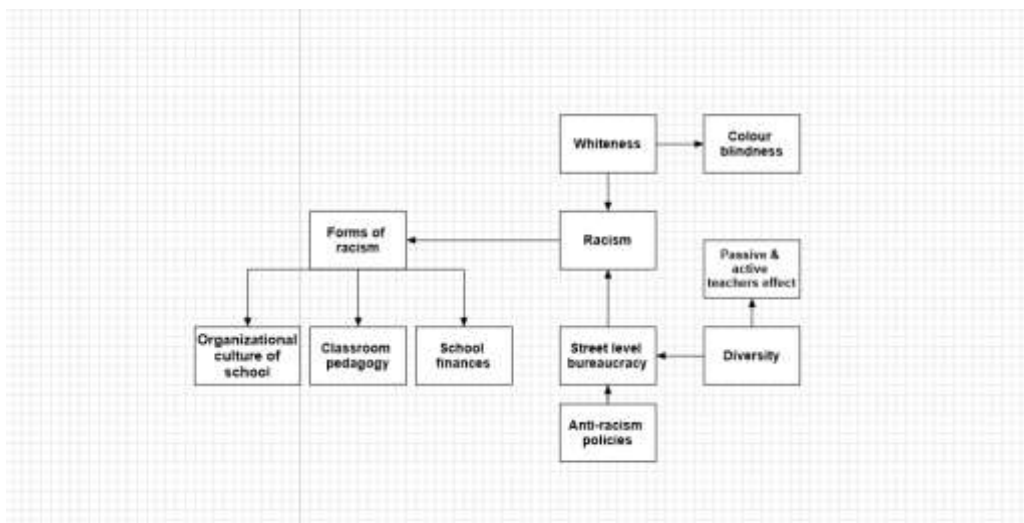 Whiteness
Colour
blindness
Forms of
racism
Racism
Passive &
active
teachers effect
Organizational
culture of
school
Classroom
pedagogy
School
finances
Street level
bureaucracy
Diversity
Anti-racism
policies